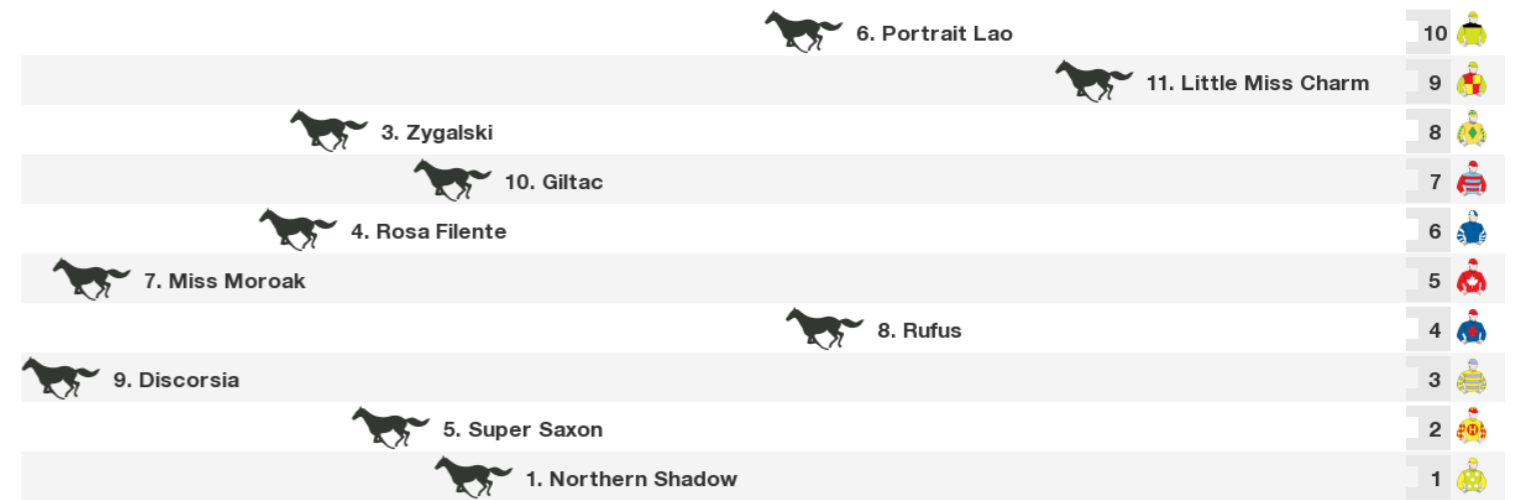 6. Portrait Lao 10
11. Little Miss Charm 9
3. Zygalski 8
10. Giltac 7
4. Rosa Filente 6
7. Miss Moroak 5
8. Rufus 4
9. Discorsia 3
5. Super Saxon 2
H
1. Northern Shadow 1